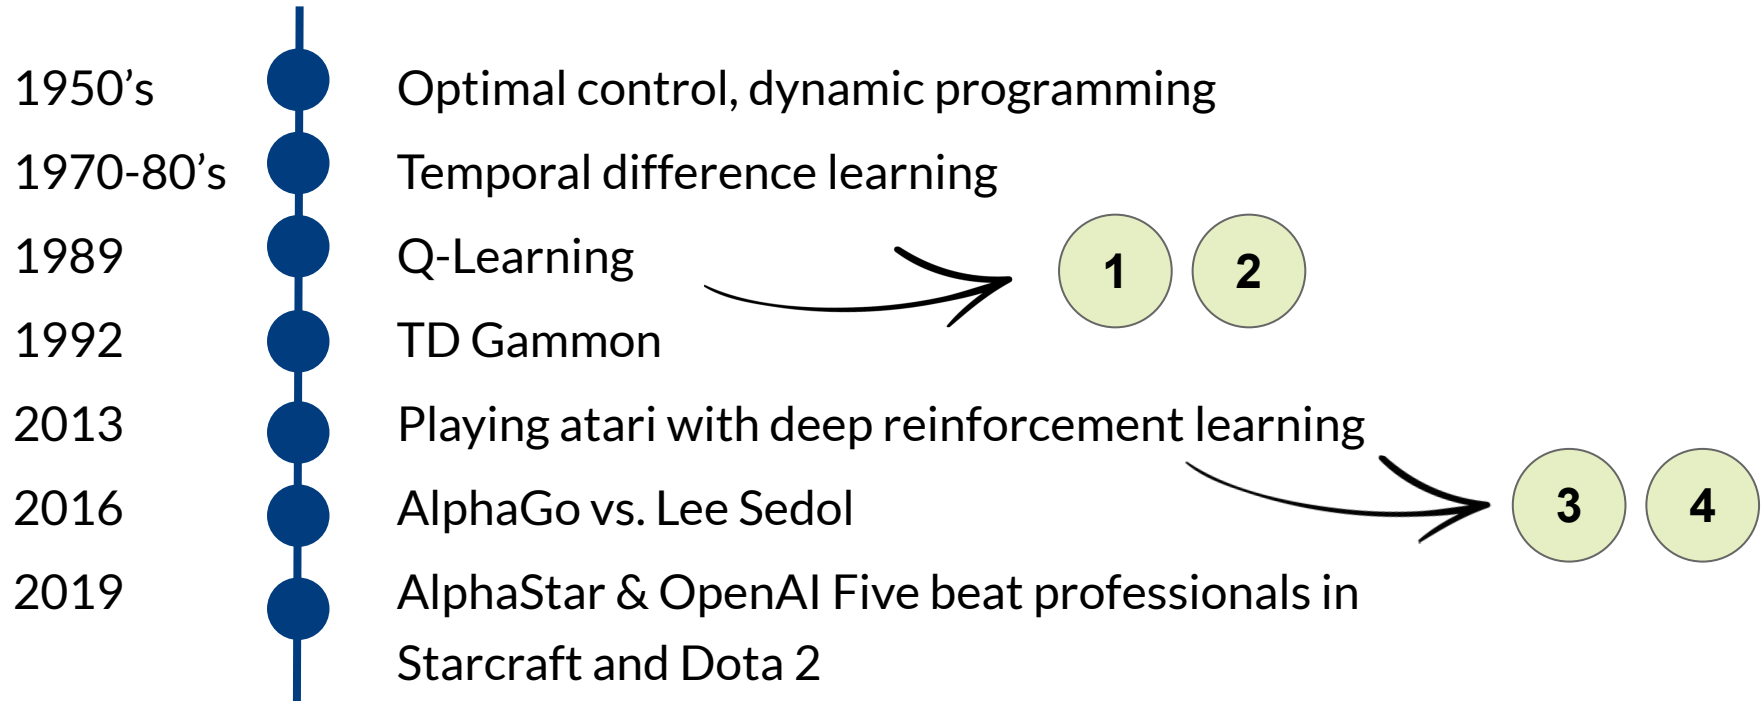 1950’s Optimal control, dynamic programming
1970-80’s Temporal difference learning
1989 Q-Learning
1 2
1992 TD Gammon
2013 Playing atari with deep reinforcement learning
2016 AlphaGo vs. Lee Sedol
3 4
2019 AlphaStar & OpenAI Five beat professionals in
Starcraft and Dota 2